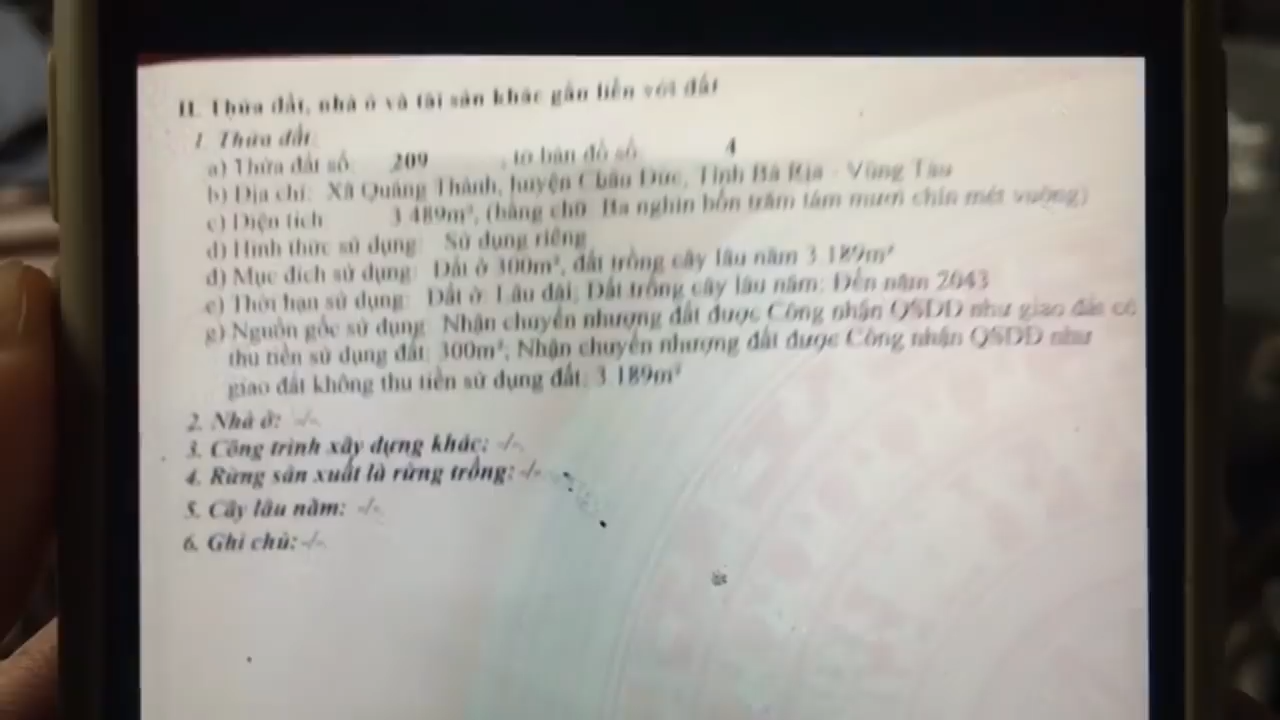 II. Thửa đất, nhà ở và tài sản khác gắn liền với đất
1. Thửa đất:
a) Thửa đất số: 209 , tờ bản đồ số: 4
b) Địa chỉ: Xã Quảng Thành, huyện Châu Đức, Tỉnh Bà Rịa - Vũng Tàu
c) Diện tích 3 489m², (bằng chữ: Ba nghìn bốn trăm tám mươi chín mét vuông)
d) Hình thức sử dụng: Sử dụng riêng
đ) Mục đích sử dụng: Đất ở 300m², đất trồng cây lâu năm 3 189m²
e) Thời hạn sử dụng: Đất ở: Lâu dài; Đất trồng cây lâu năm: Đến năm 2043
g) Nguồn gốc sử dụng: Nhận chuyển nhượng đất được Công nhận QSDĐ như giao đất có
thu tiền sử dụng đất: 300m²; Nhận chuyển nhượng đất được Công nhận QSDĐ như
giao đất không thu tiền sử dụng đất: 3 189m²
2. Nhà ở: -/-
3. Công trình xây dựng khác: -/-
4. Rừng sản xuất là rừng trồng: -/-
5. Cây lâu năm: -/-
6. Ghi chú: -/-